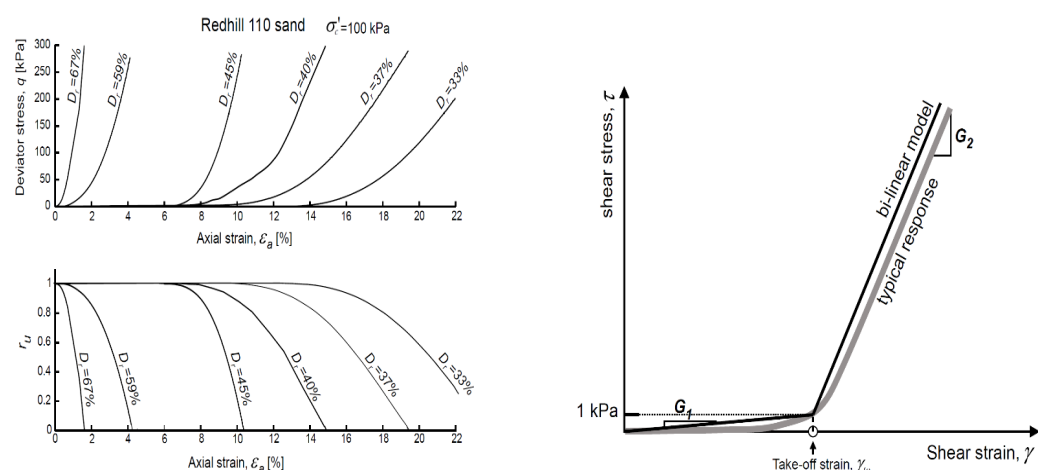 Redhill 110 sand σ'c=100 kPa
Deviator stress, q [kPa]
300
250
200
150
100
50
0
Dr=67%
Dr=59%
Dr=45%
Dr=40%
Dr=37%
Dr=33%
0 2 4 6 8 10 12 14 16 18 20 22
Axial strain, εa [%]
ru
1
0.8
0.6
0.4
0.2
0
Dr=67%
Dr=59%
Dr=45%
Dr=40%
Dr=37%
Dr=33%
0 2 4 6 8 10 12 14 16 18 20 22
Axial strain, εa [%]
shear stress, τ
bi-linear model
typical response
G2
1 kPa
G1
Shear strain, γ
Take-off strain, γ